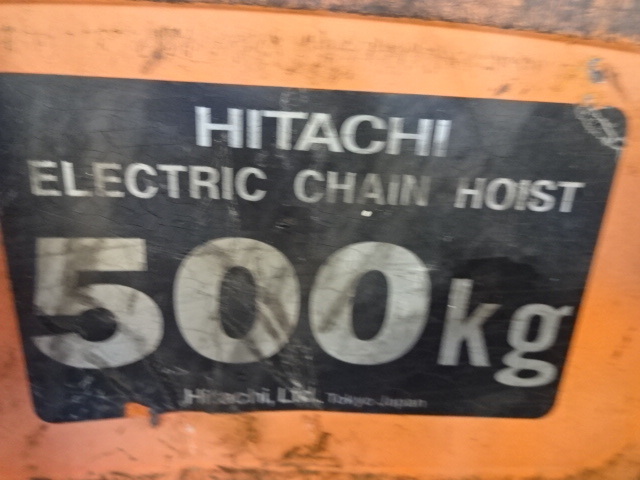 HITACHI
ELECTRIC CHAIN HOIST
500kg
Hitachi, Ltd., Tokyo Japan